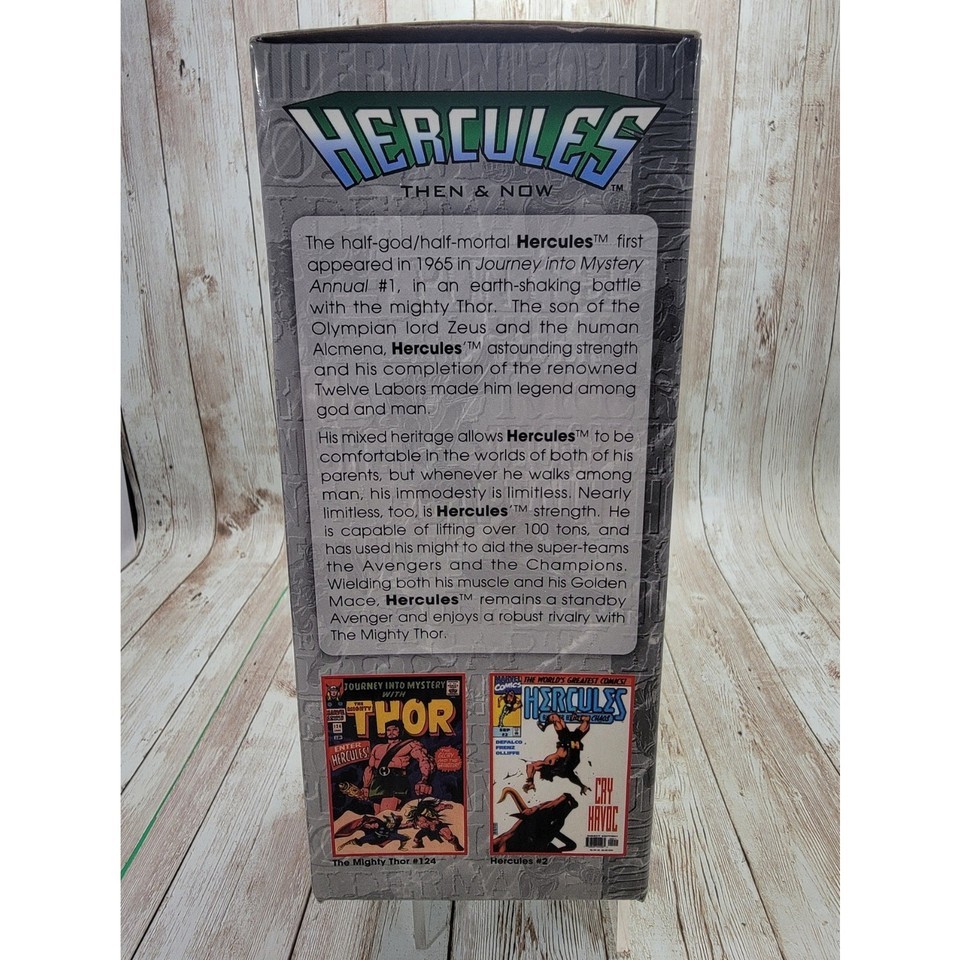 HERCULES™
THEN & NOW
The half-god/half-mortal Hercules™ first
appeared in 1965 in Journey into Mystery
Annual #1, in an earth-shaking battle
with the mighty Thor. The son of the
Olympian lord Zeus and the human
Alcmena, Hercules'™ astounding strength
and his completion of the renowned
Twelve Labors made him legend among
god and man.
His mixed heritage allows Hercules™ to be
comfortable in the worlds of both of his
parents, but whenever he walks among
man, his immodesty is limitless. Nearly
limitless, too, is Hercules'™ strength. He
is capable of lifting over 100 tons, and
has used his might to aid the super-teams
the Avengers and the Champions.
Wielding both his muscle and his Golden
Mace, Hercules™ remains a standby
Avenger and enjoys a robust rivalry with
The Mighty Thor.
JOURNEY INTO MYSTERY
WITH
THE MIGHTY
THOR
ENTER
HERCULES!
The Mighty Thor #124
THE WORLD'S GREATEST COMICS!
MARVEL
COMICS
HERCULES
CHAOS
SEP
#2
DEFALCO
FRENZ
OLLIFFE
CRY
HAVOC
Hercules #2